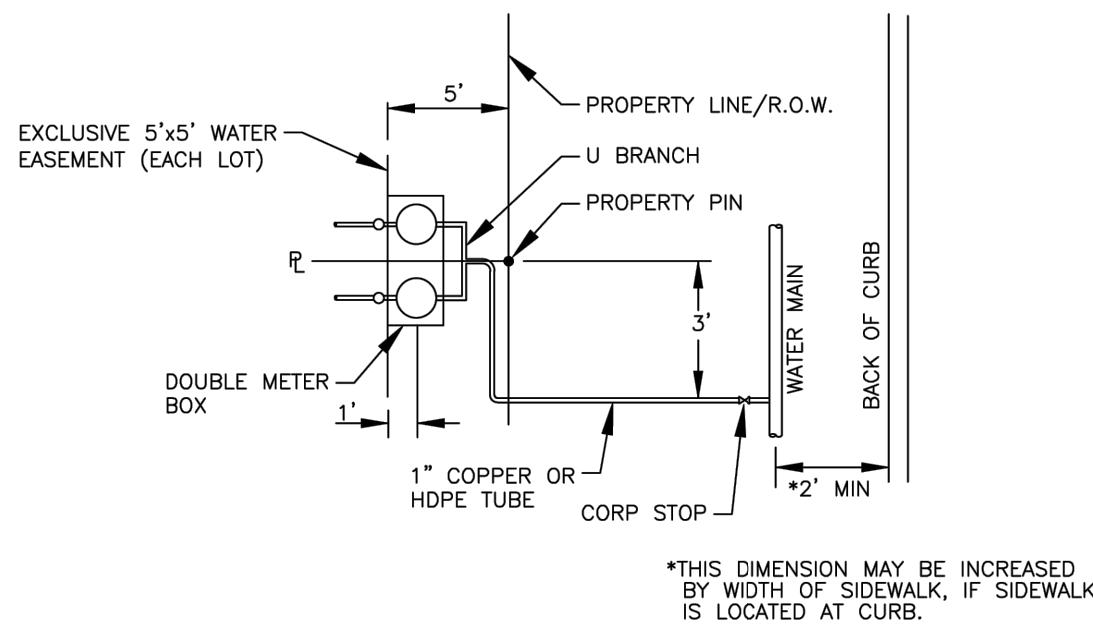 5'
PROPERTY LINE/R.O.W.
EXCLUSIVE 5'x5' WATER
EASEMENT (EACH LOT)
U BRANCH
PROPERTY PIN
PL
3'
WATER MAIN
BACK OF CURB
DOUBLE METER
BOX
1'
1" COPPER OR
HDPE TUBE
CORP STOP
*2' MIN
*THIS DIMENSION MAY BE INCREASED
BY WIDTH OF SIDEWALK, IF SIDEWALK
IS LOCATED AT CURB.